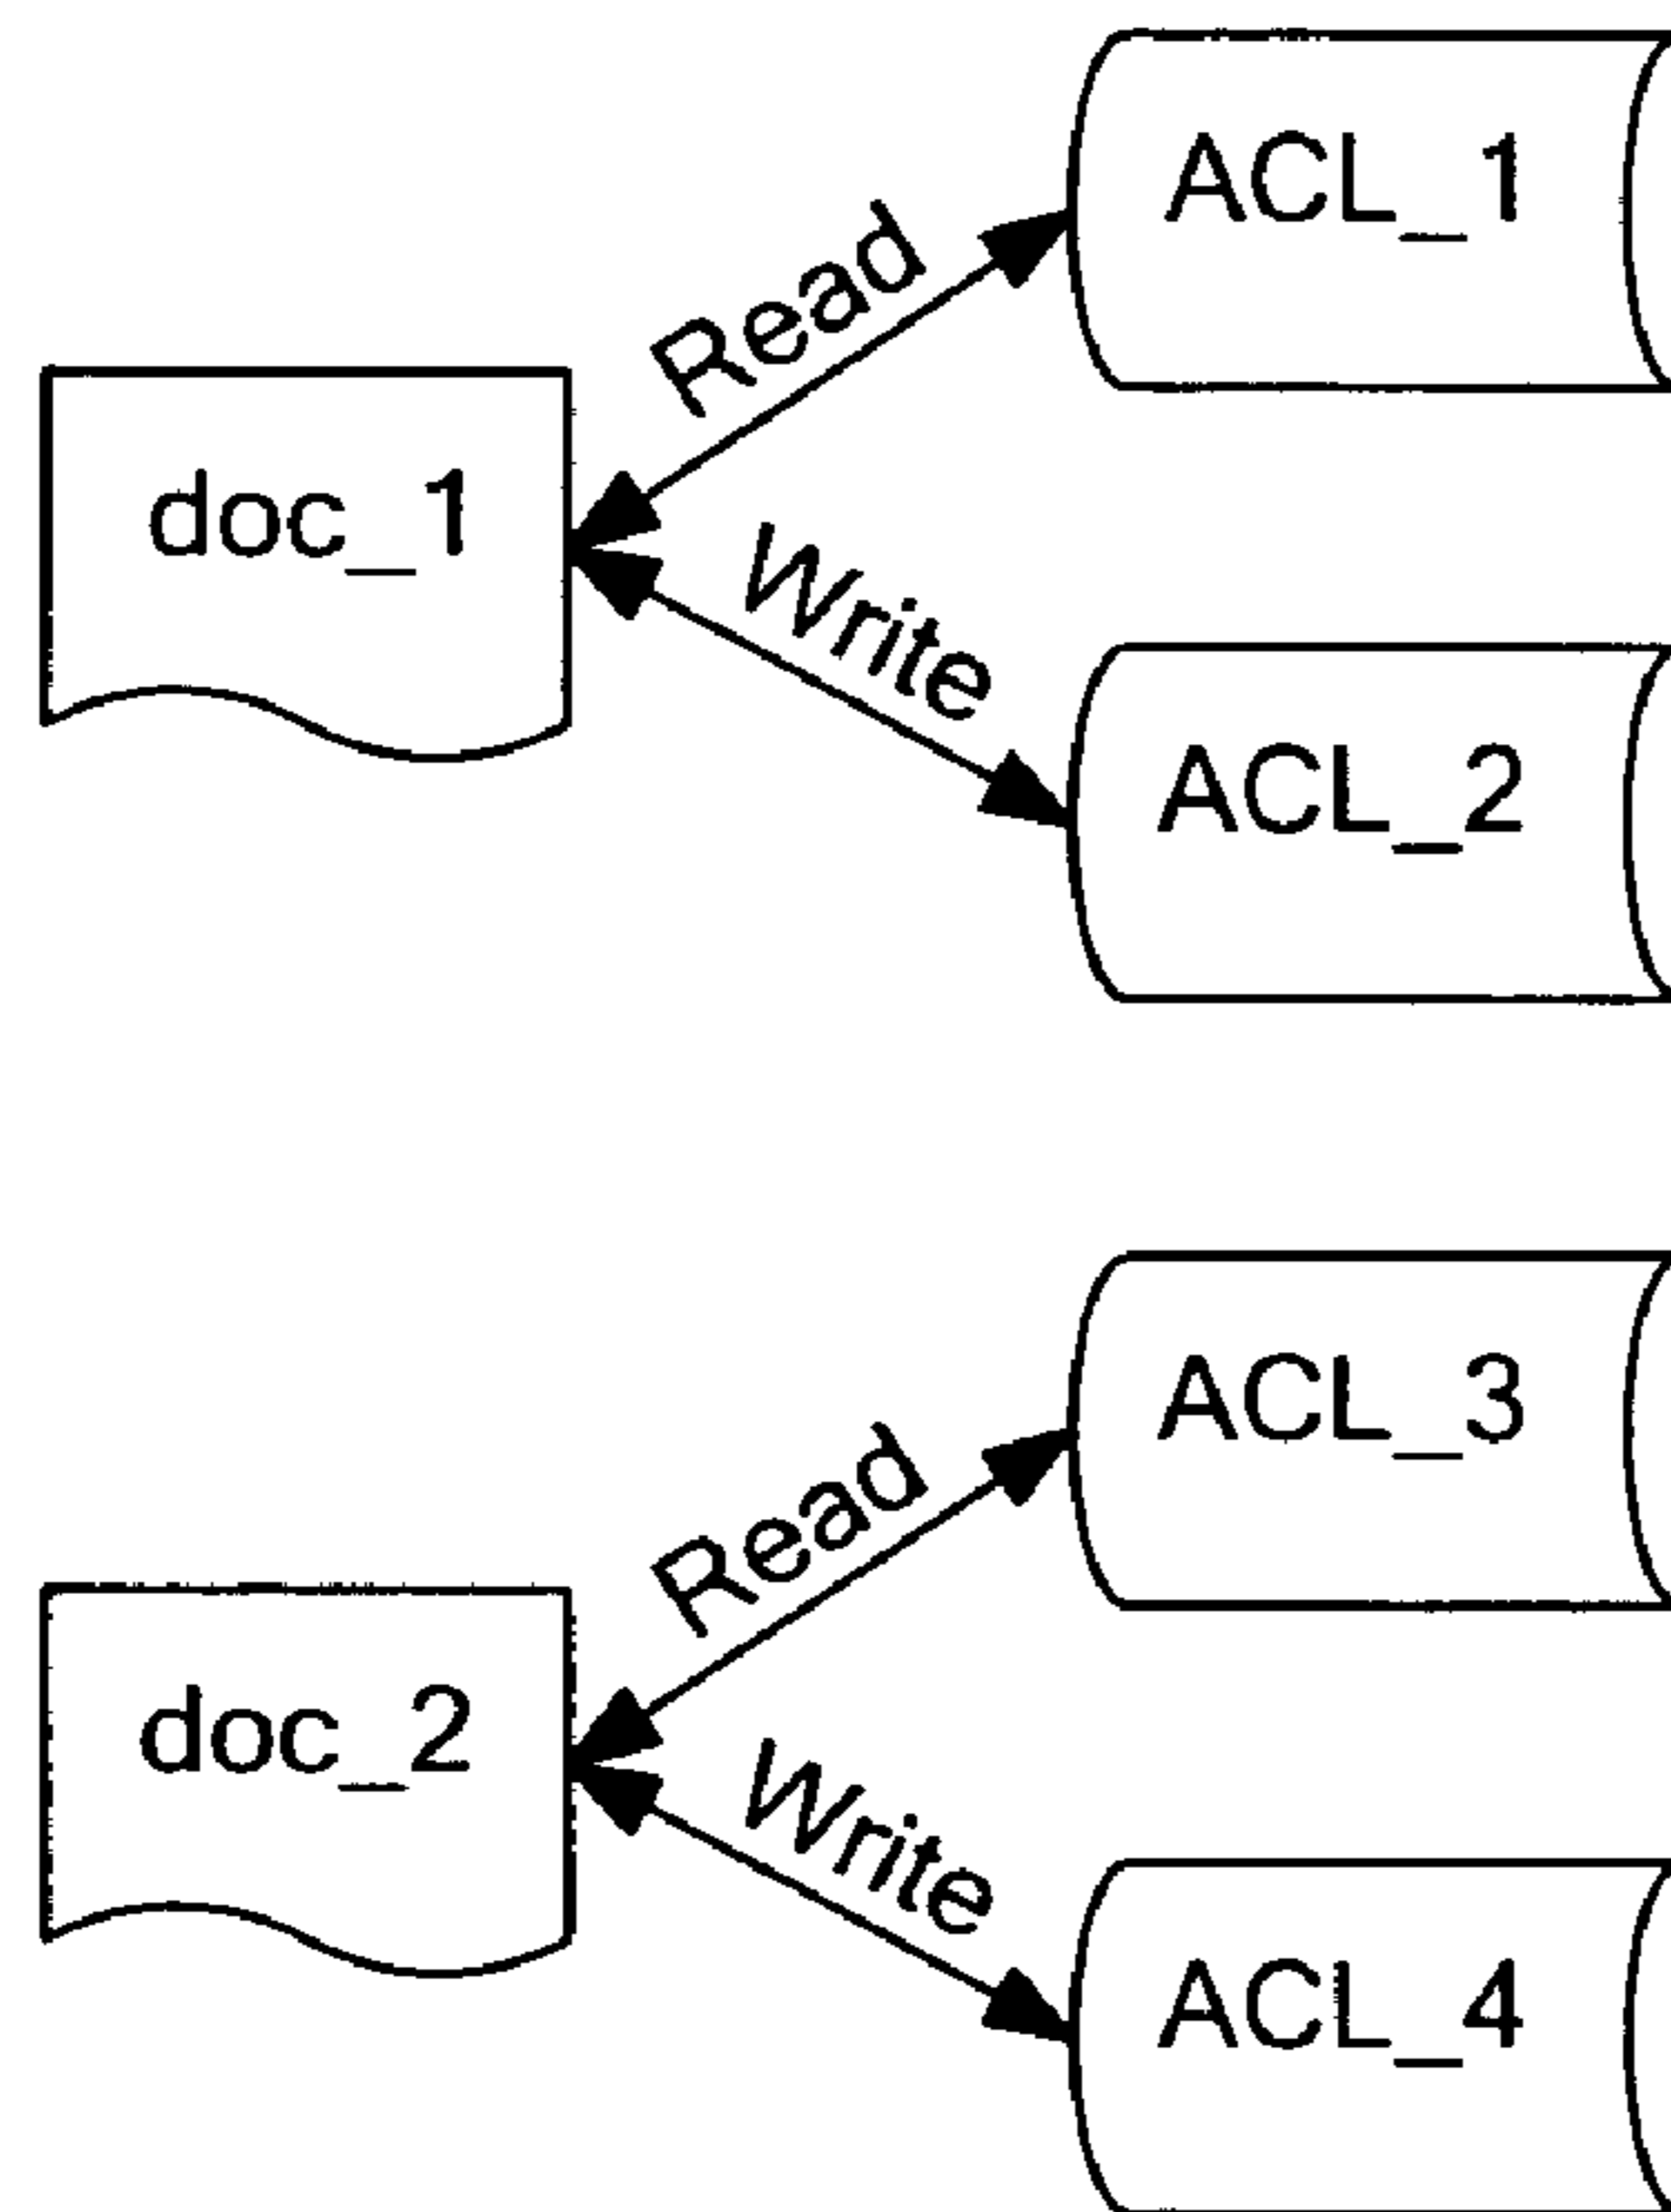 ACL_1
Read
doc_1
Write
ACL_2
ACL_3
Read
doc_2
Write
ACL_4